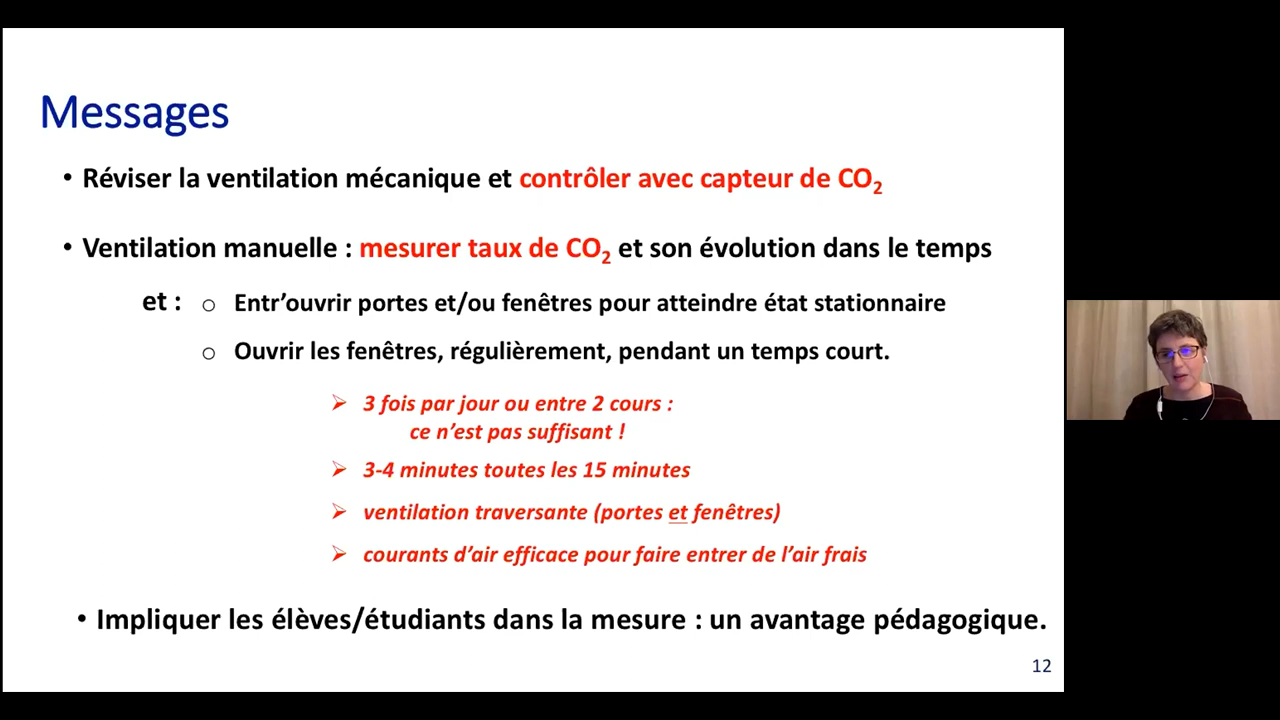 Messages
• Réviser la ventilation mécanique et contrôler avec capteur de CO₂
• Ventilation manuelle : mesurer taux de CO₂ et son évolution dans le temps
et : o Entr’ouvrir portes et/ou fenêtres pour atteindre état stationnaire
o Ouvrir les fenêtres, régulièrement, pendant un temps court.
➢ 3 fois par jour ou entre 2 cours :
ce n’est pas suffisant !
➢ 3-4 minutes toutes les 15 minutes
➢ ventilation traversante (portes et fenêtres)
➢ courants d’air efficace pour faire entrer de l’air frais
• Impliquer les élèves/étudiants dans la mesure : un avantage pédagogique.
12